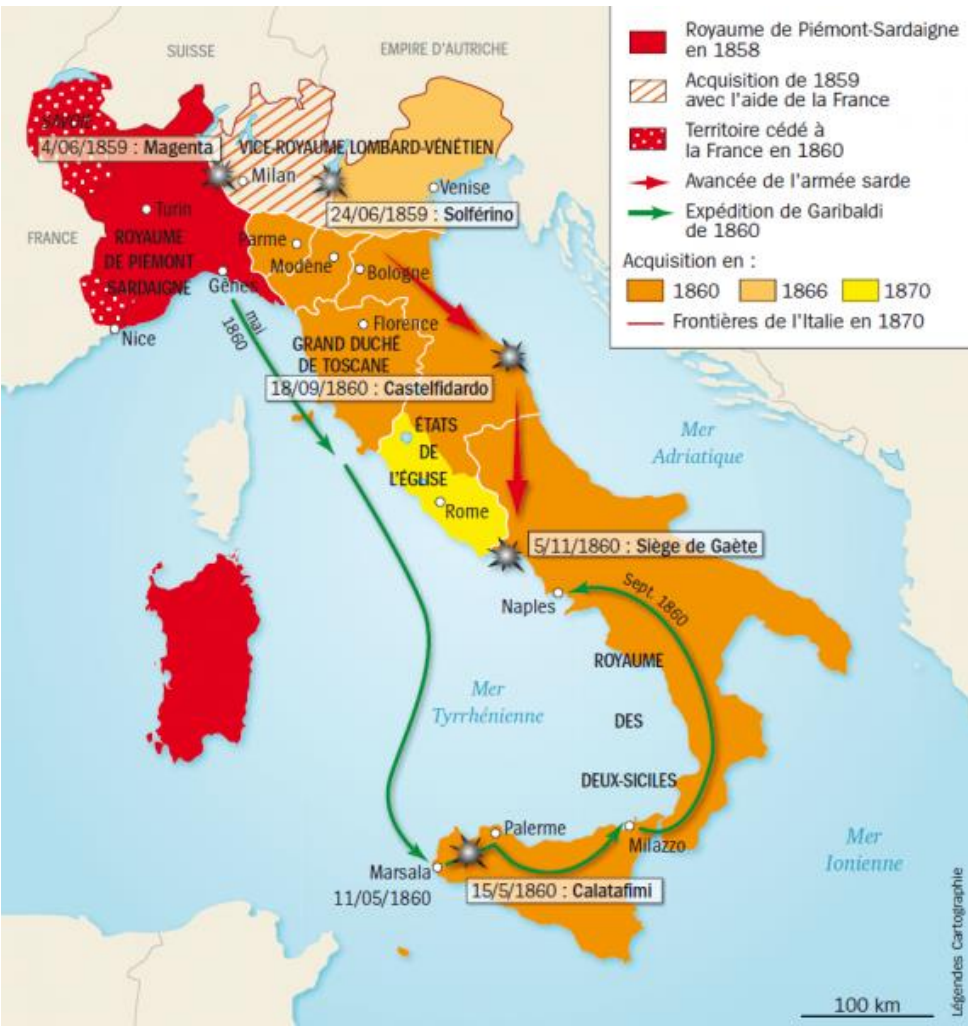 SUISSE
EMPIRE D'AUTRICHE
Royaume de Piémont-Sardaigne
en 1858
Acquisition de 1859
avec l'aide de la France
Territoire cédé à
la France en 1860
Avancée de l'armée sarde
Expédition de Garibaldi
de 1860
Acquisition en :
1860
1866
1870
Frontières de l'Italie en 1870
SAVOIE
4/06/1859 : Magenta
VICE-ROYAUME LOMBARD-VÉNÉTIEN
Milan
Venise
24/06/1859 : Solférino
Turin
FRANCE
ROYAUME
DE PIÉMONT
SARDAIGNE
Parme
Modène
Bologne
Gênes
Nice
mai
1860
Florence
GRAND DUCHÉ
DE TOSCANE
18/09/1860 : Castelfidardo
ÉTATS
DE
L'ÉGLISE
Rome
Mer
Adriatique
5/11/1860 : Siège de Gaète
Naples
Sept. 1860
ROYAUME
DES
DEUX-SICILES
Mer
Tyrrhénienne
Palerme
Milazzo
Marsala
11/05/1860
15/5/1860 : Calatafimi
Mer
Ionienne
100 km
Légendes Cartographie